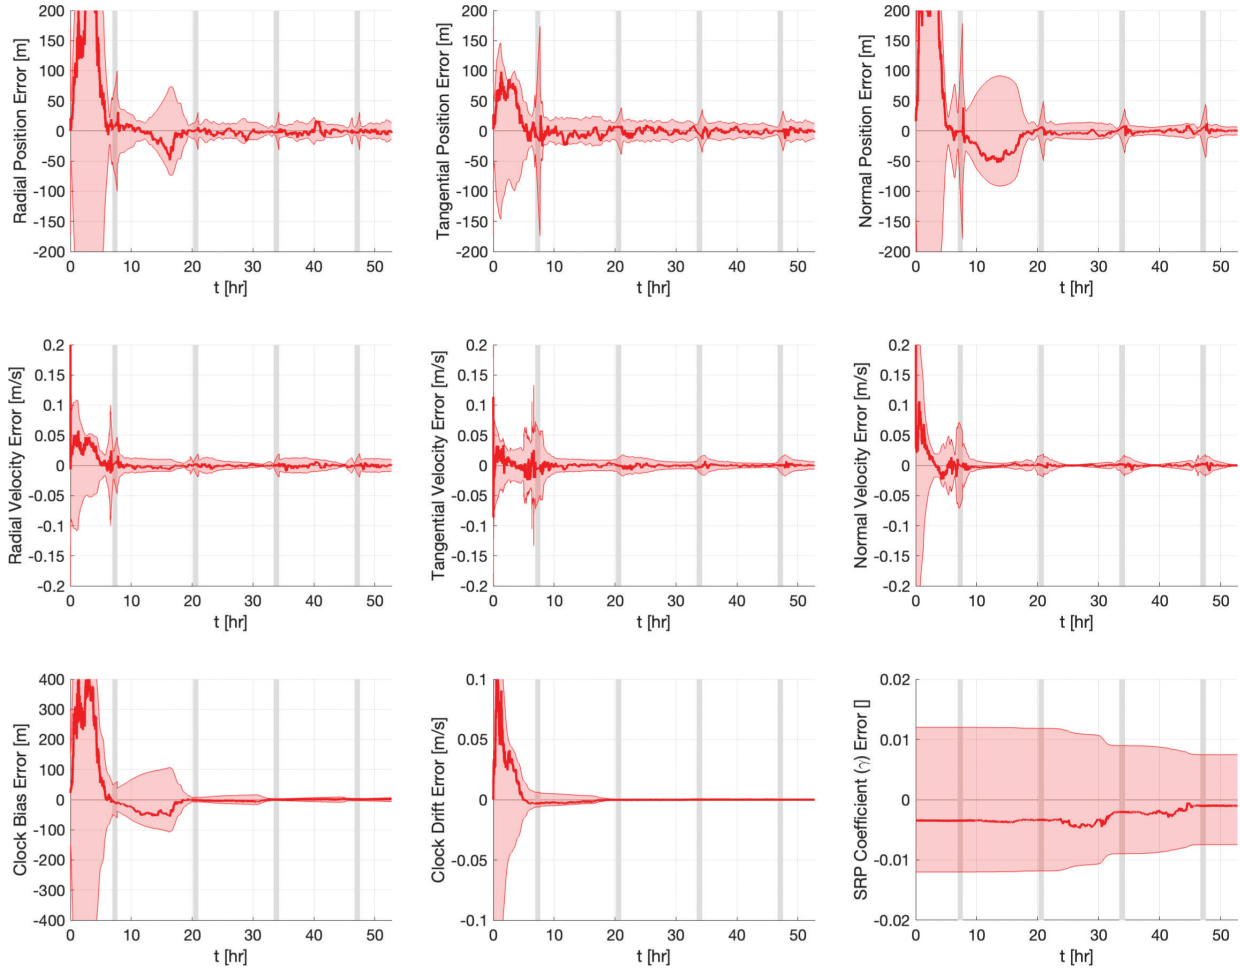 Radial Position Error [m]
200
150
100
50
0
-50
-100
-150
-200
0 10 20 30 40 50
t [hr]
Tangential Position Error [m]
200
150
100
50
0
-50
-100
-150
-200
0 10 20 30 40 50
t [hr]
Normal Position Error [m]
200
150
100
50
0
-50
-100
-150
-200
0 10 20 30 40 50
t [hr]
Radial Velocity Error [m/s]
0.2
0.15
0.1
0.05
0
-0.05
-0.1
-0.15
-0.2
0 10 20 30 40 50
t [hr]
Tangential Velocity Error [m/s]
0.2
0.15
0.1
0.05
0
-0.05
-0.1
-0.15
-0.2
0 10 20 30 40 50
t [hr]
Normal Velocity Error [m/s]
0.2
0.15
0.1
0.05
0
-0.05
-0.1
-0.15
-0.2
0 10 20 30 40 50
t [hr]
Clock Bias Error [m]
400
300
200
100
0
-100
-200
-300
-400
0 10 20 30 40 50
t [hr]
Clock Drift Error [m/s]
0.1
0.05
0
-0.05
-0.1
0 10 20 30 40 50
t [hr]
SRP Coefficient (γ) Error []
0.02
0.01
0
-0.01
-0.02
0 10 20 30 40 50
t [hr]